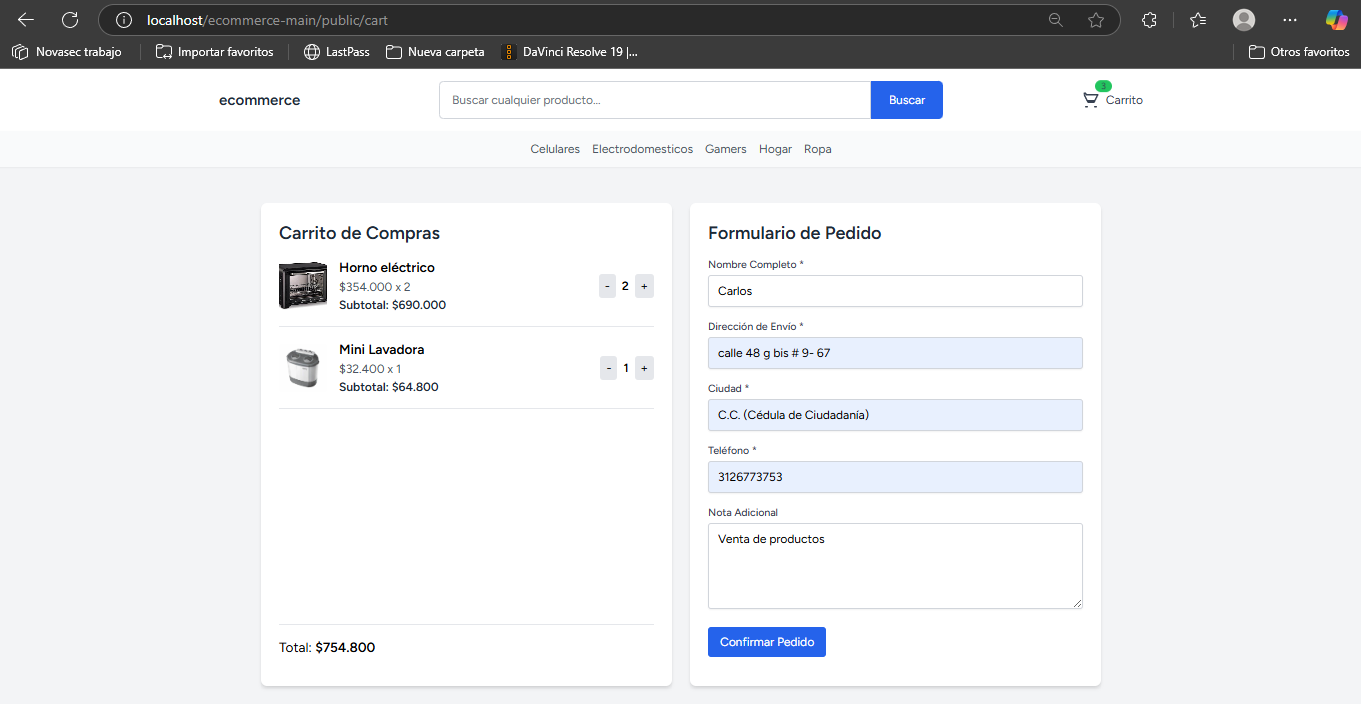 localhost/ecommerce-main/public/cart
Novasec trabajo
Importar favoritos
LastPass
Nueva carpeta
DaVinci Resolve 19 |...
Otros favoritos
ecommerce
Buscar cualquier producto...
Buscar
3
Carrito
Celulares Electrodomesticos Gamers Hogar Ropa
Carrito de Compras
Horno eléctrico
$354.000 x 2
Subtotal: $690.000
- 2 +
Mini Lavadora
$32.400 x 1
Subtotal: $64.800
- 1 +
Total: $754.800
Formulario de Pedido
Nombre Completo *
Carlos
Dirección de Envío *
calle 48 g bis # 9- 67
Ciudad *
C.C. (Cédula de Ciudadanía)
Teléfono *
3126773753
Nota Adicional
Venta de productos
Confirmar Pedido